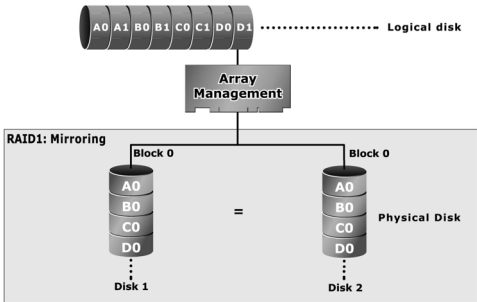 A0 A1 B0 B1 C0 C1 D0 D1
Logical disk
Array
Management
RAID1: Mirroring
Block 0 Block 0
A0 A0
B0 = B0
C0 C0
Physical Disk
D0 D0
Disk 1 Disk 2